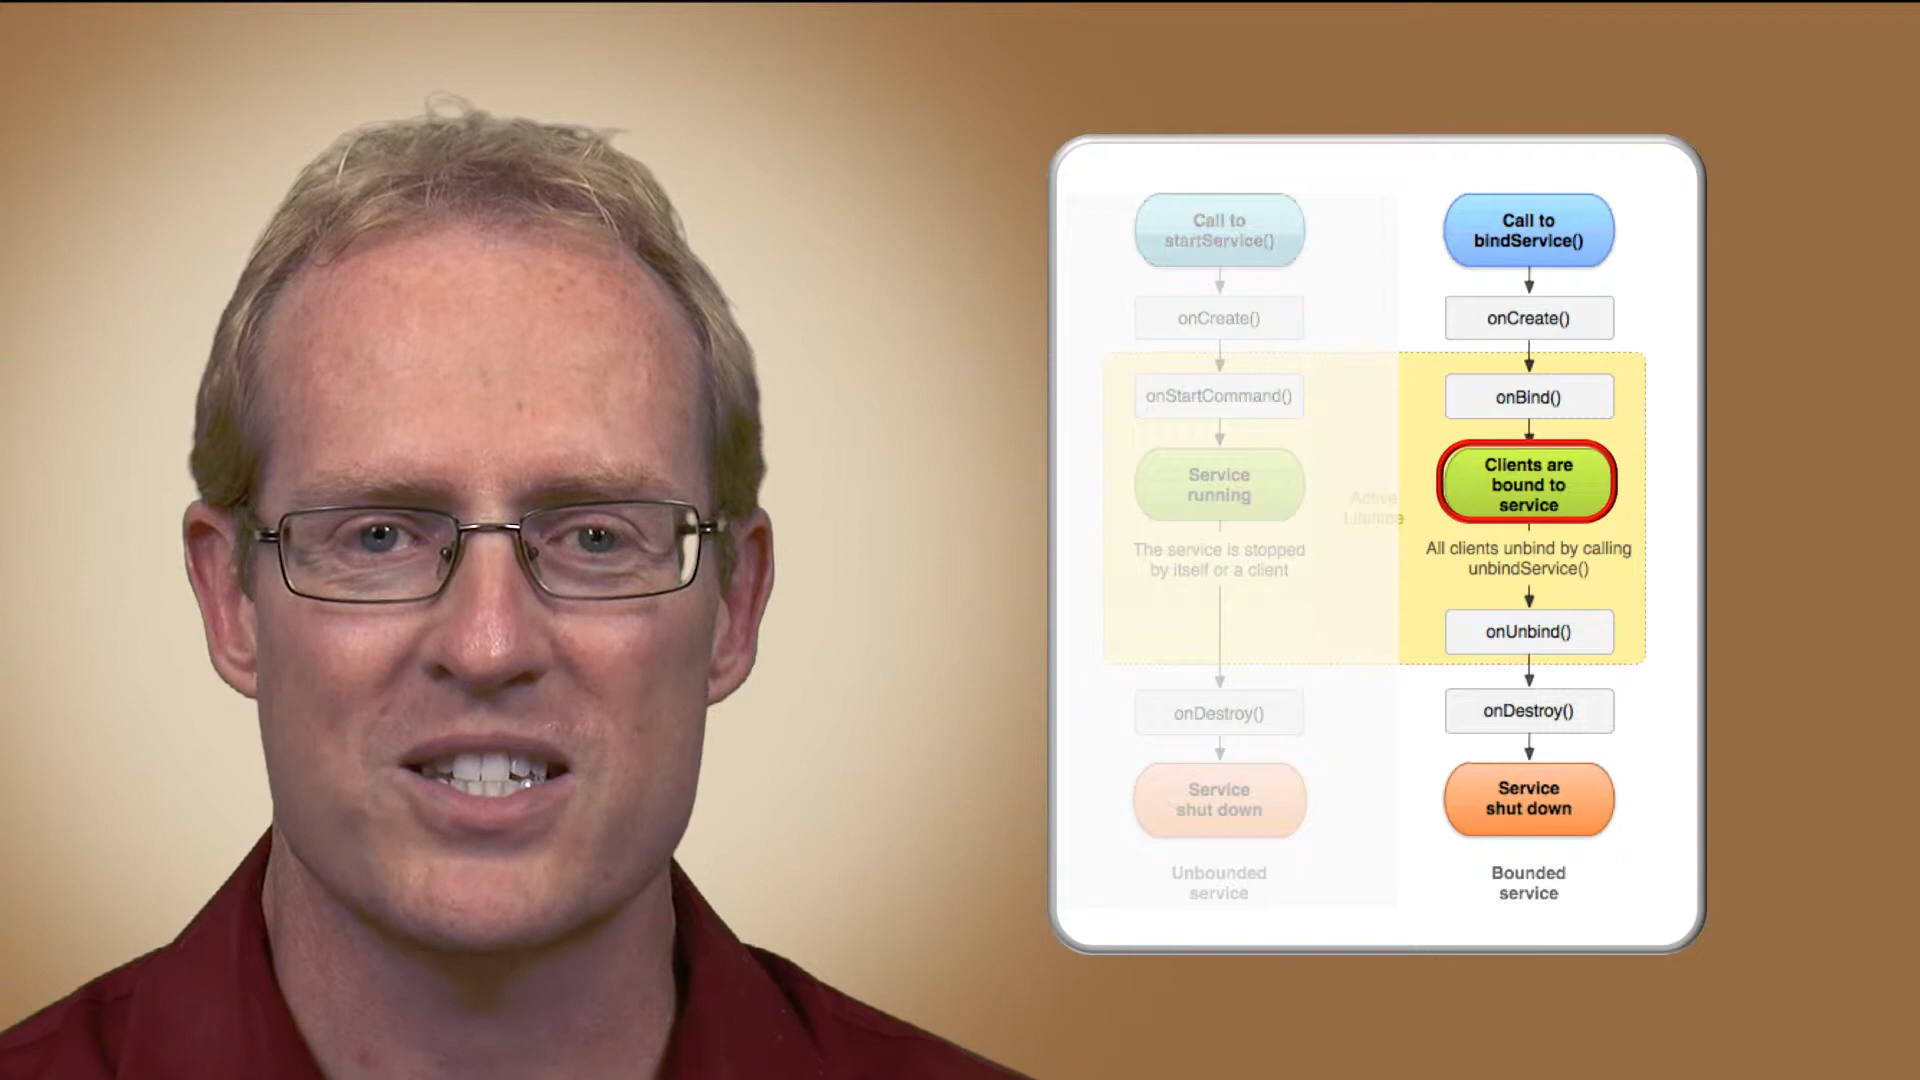 Call to
startService()
onCreate()
onStartCommand()
Service
running
The service is stopped
by itself or a client
onDestroy()
Service
shut down
Unbounded
service
Active
Lifetime
Call to
bindService()
onCreate()
onBind()
Clients are
bound to
service
All clients unbind by calling
unbindService()
onUnbind()
onDestroy()
Service
shut down
Bounded
service